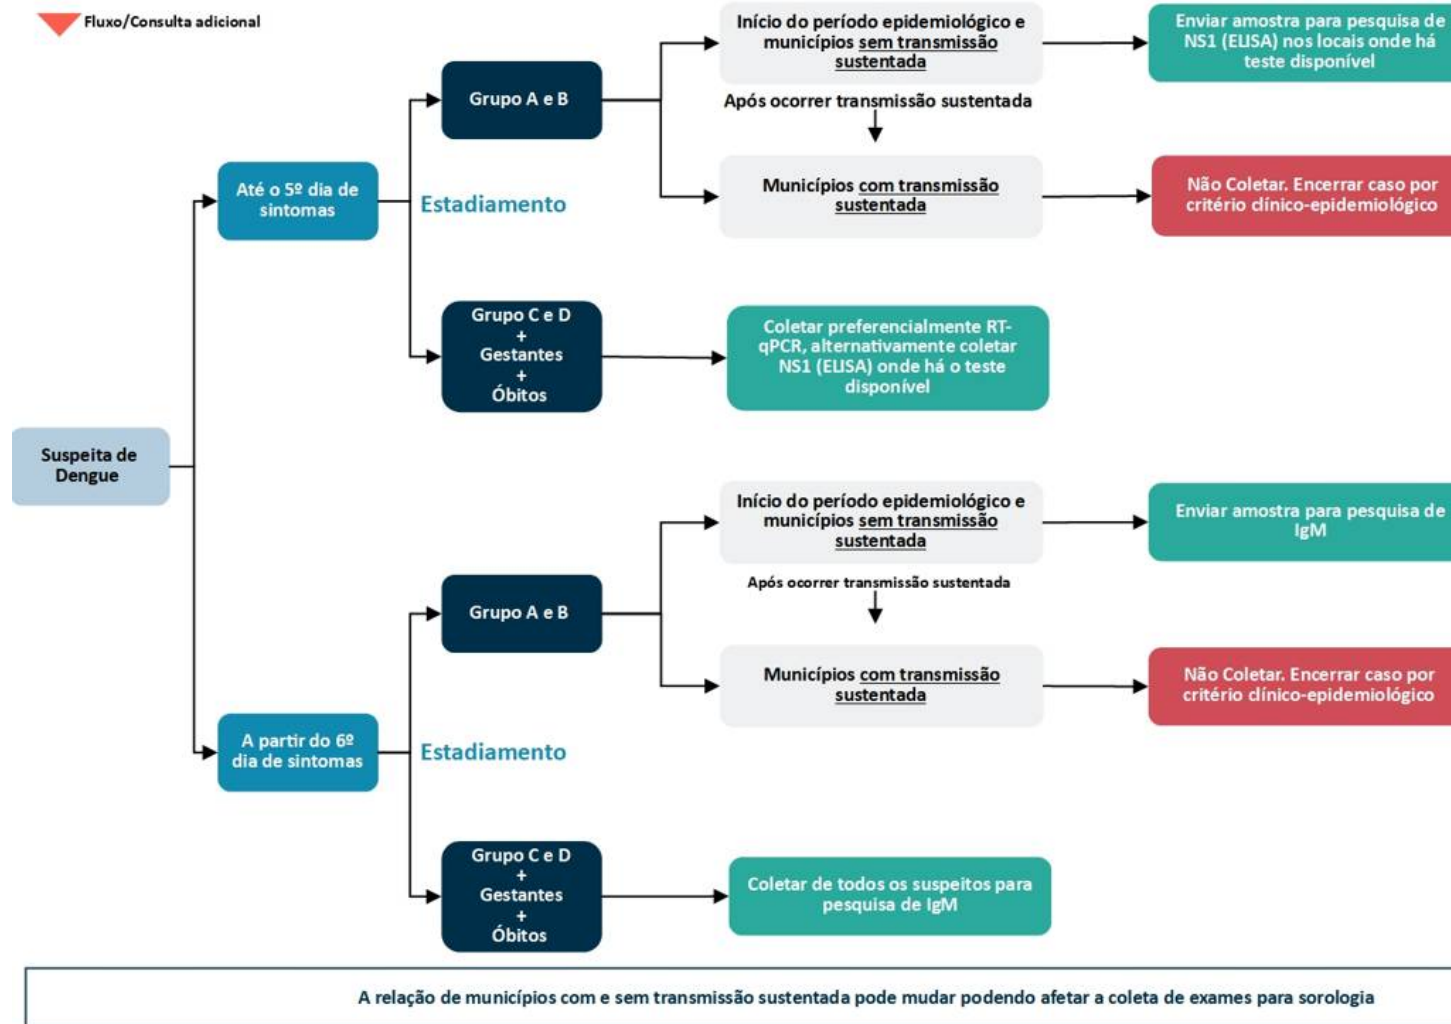 Fluxo/Consulta adicional
Início do período epidemiológico e
municípios sem transmissão
sustentada
Enviar amostra para pesquisa de
NS1 (ELISA) nos locais onde há
teste disponível
Grupo A e B
Após ocorrer transmissão sustentada
Até o 5º dia de
sintomas
Estadiamento
Municípios com transmissão
sustentada
Não Coletar. Encerrar caso por
critério clínico-epidemiológico
Grupo C e D
+
Gestantes
+
Óbitos
Coletar preferencialmente RT-
qPCR, alternativamente coletar
NS1 (ELISA) onde há o teste
disponível
Suspeita de
Dengue
Início do período epidemiológico e
municípios sem transmissão
sustentada
Enviar amostra para pesquisa de
IgM
Grupo A e B
Após ocorrer transmissão sustentada
Municípios com transmissão
sustentada
Não Coletar. Encerrar caso por
critério clínico-epidemiológico
A partir do 6º
dia de sintomas
Estadiamento
Grupo C e D
+
Gestantes
+
Óbitos
Coletar de todos os suspeitos para
pesquisa de IgM
A relação de municípios com e sem transmissão sustentada pode mudar podendo afetar a coleta de exames para sorologia